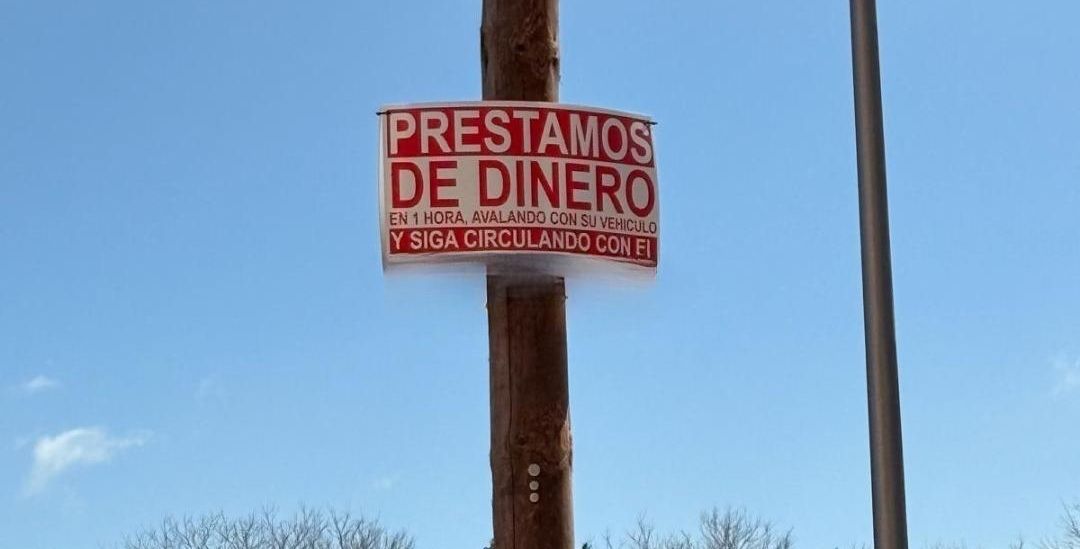 PRESTAMOS
DE DINERO
EN 1 HORA, AVALANDO CON SU VEHICULO
Y SIGA CIRCULANDO CON El